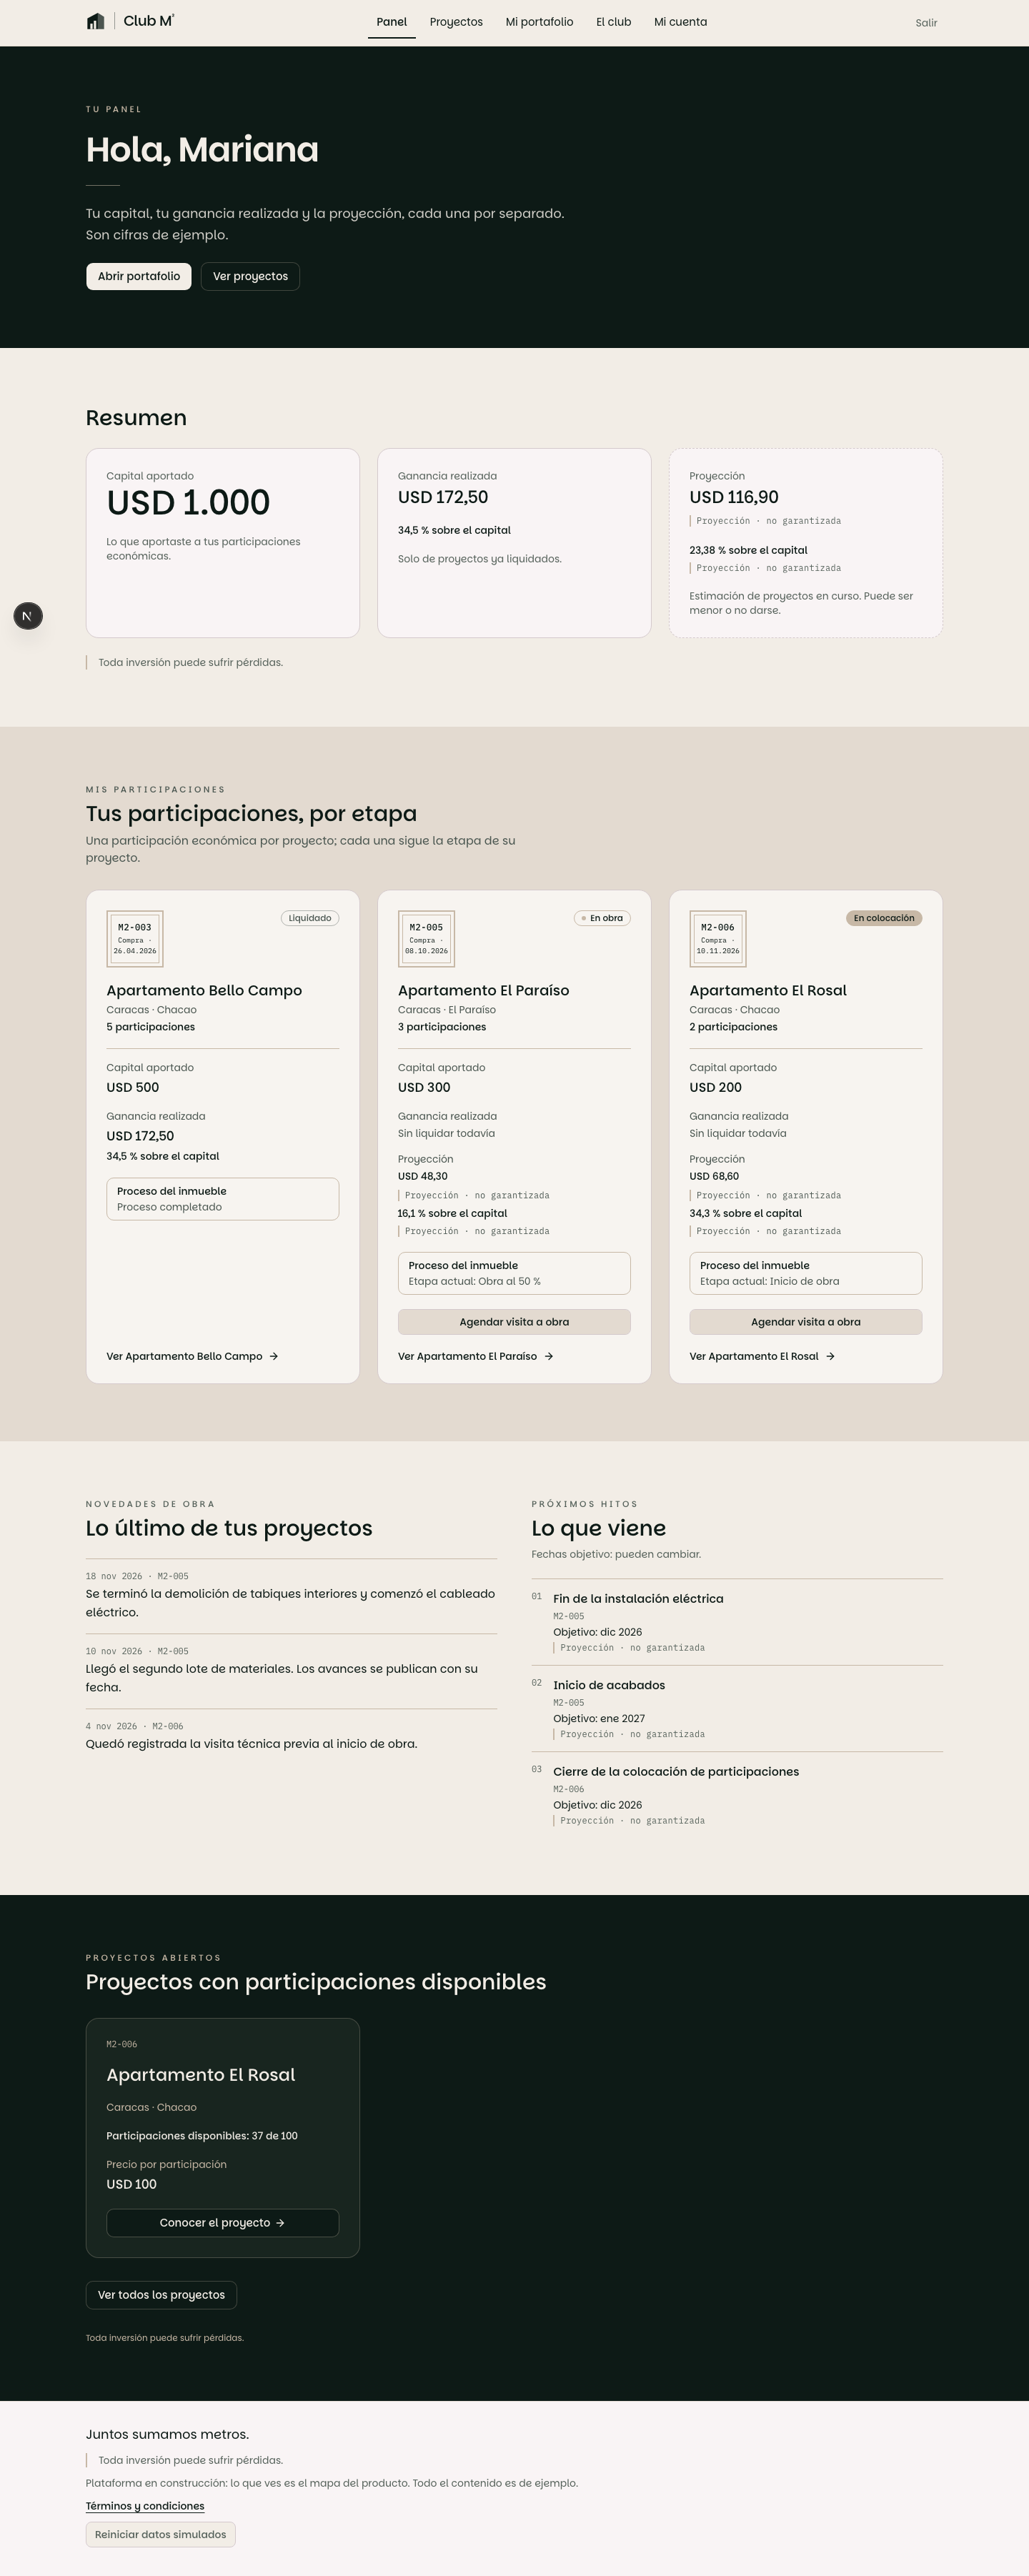 Club M²
Panel
Proyectos
Mi portafolio
El club
Mi cuenta
Salir
TU PANEL
Hola, Mariana
Tu capital, tu ganancia realizada y la proyección, cada una por separado.
Son cifras de ejemplo.
Abrir portafolio
Ver proyectos
Resumen
Capital aportado
USD 1.000
Lo que aportaste a tus participaciones
económicas.
Ganancia realizada
USD 172,50
34,5 % sobre el capital
Solo de proyectos ya liquidados.
Proyección
USD 116,90
Proyección · no garantizada
23,38 % sobre el capital
Proyección · no garantizada
Estimación de proyectos en curso. Puede ser
menor o no darse.
N
Toda inversión puede sufrir pérdidas.
MIS PARTICIPACIONES
Tus participaciones, por etapa
Una participación económica por proyecto; cada una sigue la etapa de su
proyecto.
M2-003
Compra ·
26.04.2026
Liquidado
Apartamento Bello Campo
Caracas · Chacao
5 participaciones
Capital aportado
USD 500
Ganancia realizada
USD 172,50
34,5 % sobre el capital
Proceso del inmueble
Proceso completado
Ver Apartamento Bello Campo →
M2-005
Compra ·
08.10.2026
En obra
Apartamento El Paraíso
Caracas · El Paraíso
3 participaciones
Capital aportado
USD 300
Ganancia realizada
Sin liquidar todavía
Proyección
USD 48,30
Proyección · no garantizada
16,1 % sobre el capital
Proyección · no garantizada
Proceso del inmueble
Etapa actual: Obra al 50 %
Agendar visita a obra
Ver Apartamento El Paraíso →
M2-006
Compra ·
10.11.2026
En colocación
Apartamento El Rosal
Caracas · Chacao
2 participaciones
Capital aportado
USD 200
Ganancia realizada
Sin liquidar todavía
Proyección
USD 68,60
Proyección · no garantizada
34,3 % sobre el capital
Proyección · no garantizada
Proceso del inmueble
Etapa actual: Inicio de obra
Agendar visita a obra
Ver Apartamento El Rosal →
NOVEDADES DE OBRA
Lo último de tus proyectos
18 nov 2026 · M2-005
Se terminó la demolición de tabiques interiores y comenzó el cableado
eléctrico.
10 nov 2026 · M2-005
Llegó el segundo lote de materiales. Los avances se publican con su
fecha.
4 nov 2026 · M2-006
Quedó registrada la visita técnica previa al inicio de obra.
PRÓXIMOS HITOS
Lo que viene
Fechas objetivo: pueden cambiar.
01 Fin de la instalación eléctrica
M2-005
Objetivo: dic 2026
Proyección · no garantizada
02 Inicio de acabados
M2-005
Objetivo: ene 2027
Proyección · no garantizada
03 Cierre de la colocación de participaciones
M2-006
Objetivo: dic 2026
Proyección · no garantizada
PROYECTOS ABIERTOS
Proyectos con participaciones disponibles
M2-006
Apartamento El Rosal
Caracas · Chacao
Participaciones disponibles: 37 de 100
Precio por participación
USD 100
Conocer el proyecto →
Ver todos los proyectos
Toda inversión puede sufrir pérdidas.
Juntos sumamos metros.
Toda inversión puede sufrir pérdidas.
Plataforma en construcción: lo que ves es el mapa del producto. Todo el contenido es de ejemplo.
Términos y condiciones
Reiniciar datos simulados